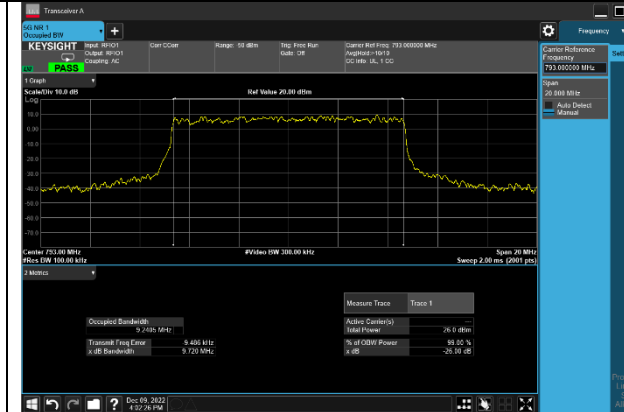 Transceiver A
5G NR 1
Occupied BW
+
Frequency
KEYSIGHT
Input: RFIO1
Output: RFIO1
Coupling: AC
Corr CCorr
Range: -50 dBm
Trig: Free Run
Gate: Off
Carrier Ref Freq: 793.000000 MHz
Avg|Hold:>10/10
CC Info: UL, 1 CC
PASS
Carrier Reference
Frequency
793.000000 MHz
Span
20.000 MHz
Auto Detect
Manual
1 Graph
Scale/Div 10.0 dB
Ref Value 20.00 dBm
Log
10.0
0.00
-10.0
-20.0
-30.0
-40.0
-50.0
-60.0
-70.0
Center 793.00 MHz
#Video BW 300.00 kHz
Span 20 MHz
#Res BW 100.00 kHz
Sweep 2.00 ms (2001 pts)
2 Metrics
Measure Trace
Trace 1
Occupied Bandwidth
9.2405 MHz
Active Carrier(s)
---
Total Power
26.0 dBm
Transmit Freq Error
9.406 kHz
% of OBW Power
99.00 %
x dB Bandwidth
9.720 MHz
x dB
-26.00 dB
Dec 09, 2022
4:02:26 PM